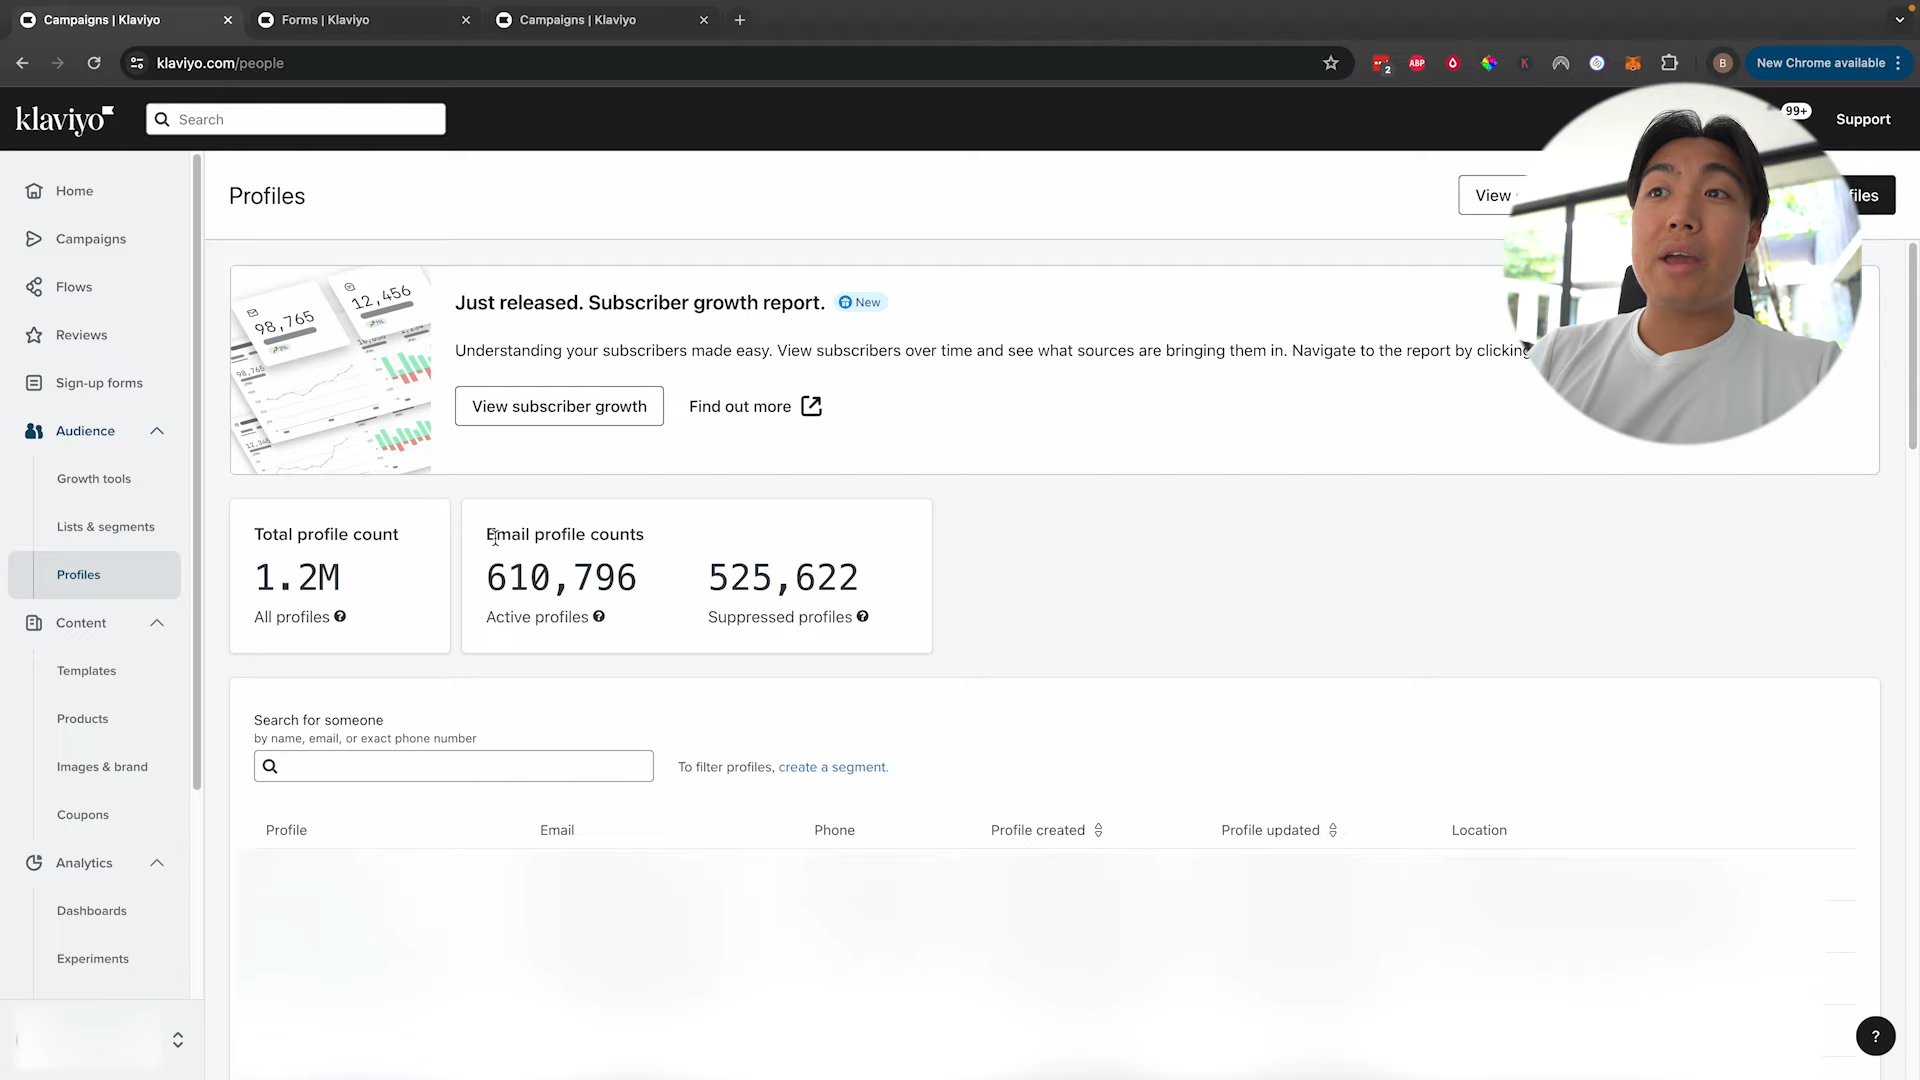 Campaigns | Klaviyo
Forms | Klaviyo
Campaigns | Klaviyo
klaviyo.com/people
2
ABP
K
B
New Chrome available
klaviyo
Search
99+
Support
Home
Campaigns
Flows
Reviews
Sign-up forms
Audience
Growth tools
Lists & segments
Profiles
Content
Templates
Products
Images & brand
Coupons
Analytics
Dashboards
Experiments
Profiles
View
files
98,765
12,456
98,765
12,345
Just released. Subscriber growth report.
New
Understanding your subscribers made easy. View subscribers over time and see what sources are bringing them in. Navigate to the report by clicking
View subscriber growth
Find out more
Total profile count
1.2M
All profiles ?
Email profile counts
610,796
Active profiles ?
525,622
Suppressed profiles ?
Search for someone
by name, email, or exact phone number
To filter profiles, create a segment.
Profile
Email
Phone
Profile created
Profile updated
Location
?